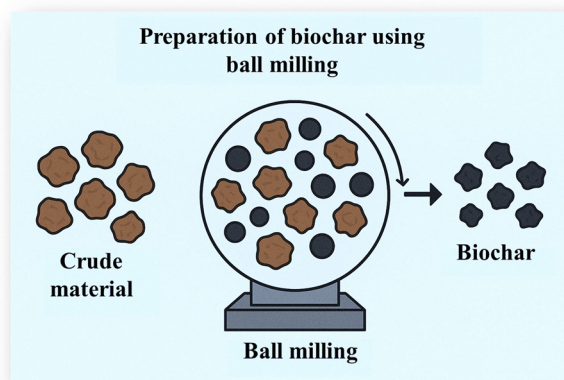 Preparation of biochar using
ball milling
Crude
material
Biochar
Ball milling